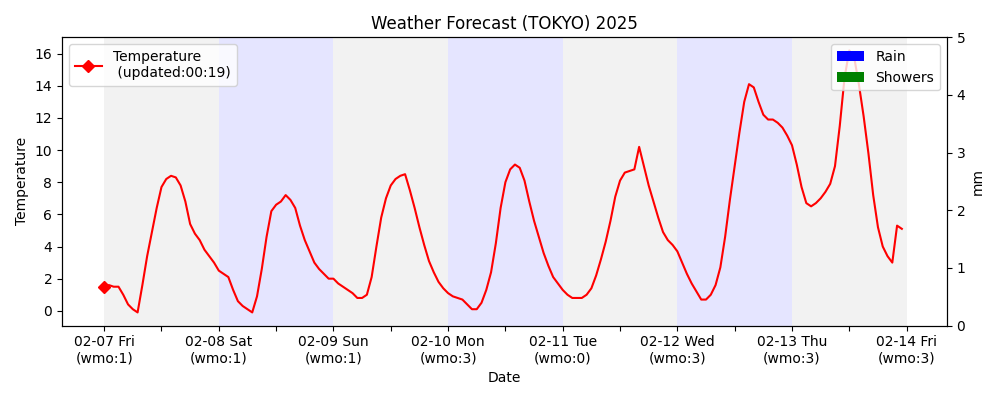 Weather Forecast (TOKYO) 2025
Temperature
(updated:00:19)
Rain
Showers
Temperature
16
14
12
10
8
6
4
2
0
5
4
3
2
1
0
mm
02-07 Fri
(wmo:1)
02-08 Sat
(wmo:1)
02-09 Sun
(wmo:1)
02-10 Mon
(wmo:3)
02-11 Tue
(wmo:0)
02-12 Wed
(wmo:3)
02-13 Thu
(wmo:3)
02-14 Fri
(wmo:3)
Date